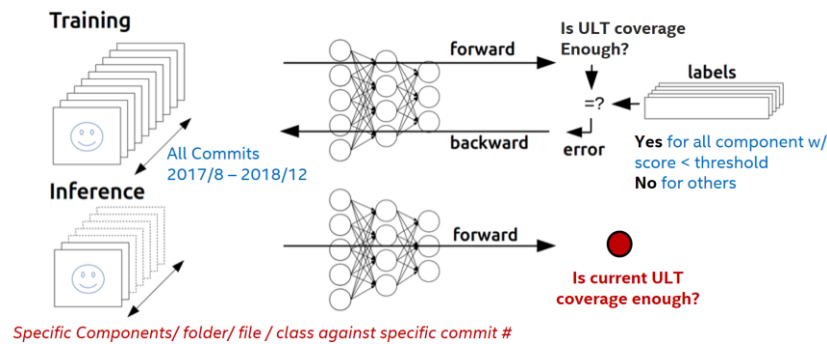 Training
forward
Is ULT coverage
Enough?
labels
=?
backward
error
All Commits
2017/8 – 2018/12
Yes for all component w/
score < threshold
No for others
Inference
forward
Is current ULT
coverage enough?
Specific Components/ folder/ file / class against specific commit #